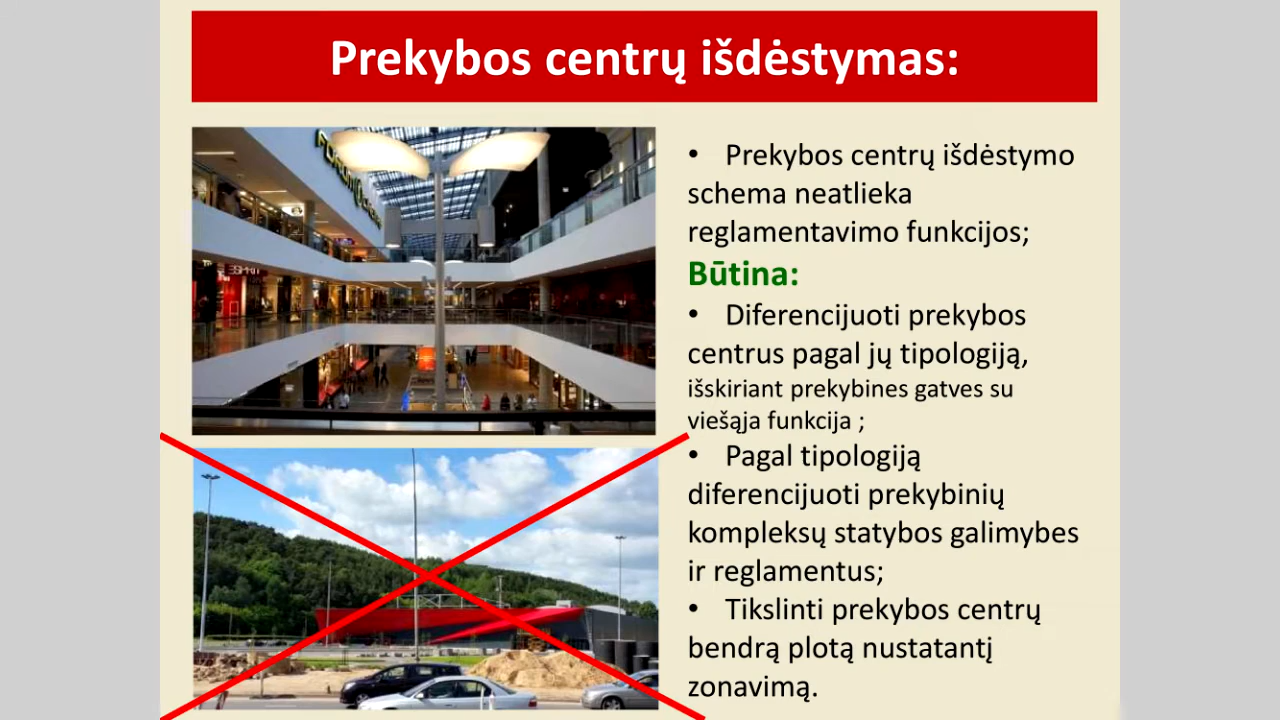 Prekybos centrų išdėstymas:
• Prekybos centrų išdėstymo
schema neatlieka
reglamentavimo funkcijos;
Būtina:
• Diferencijuoti prekybos
centrus pagal jų tipologiją,
išskiriant prekybines gatves su
viešąja funkcija ;
• Pagal tipologiją
diferencijuoti prekybinių
kompleksų statybos galimybes
ir reglamentus;
• Tikslinti prekybos centrų
bendrą plotą nustatantį
zonavimą.